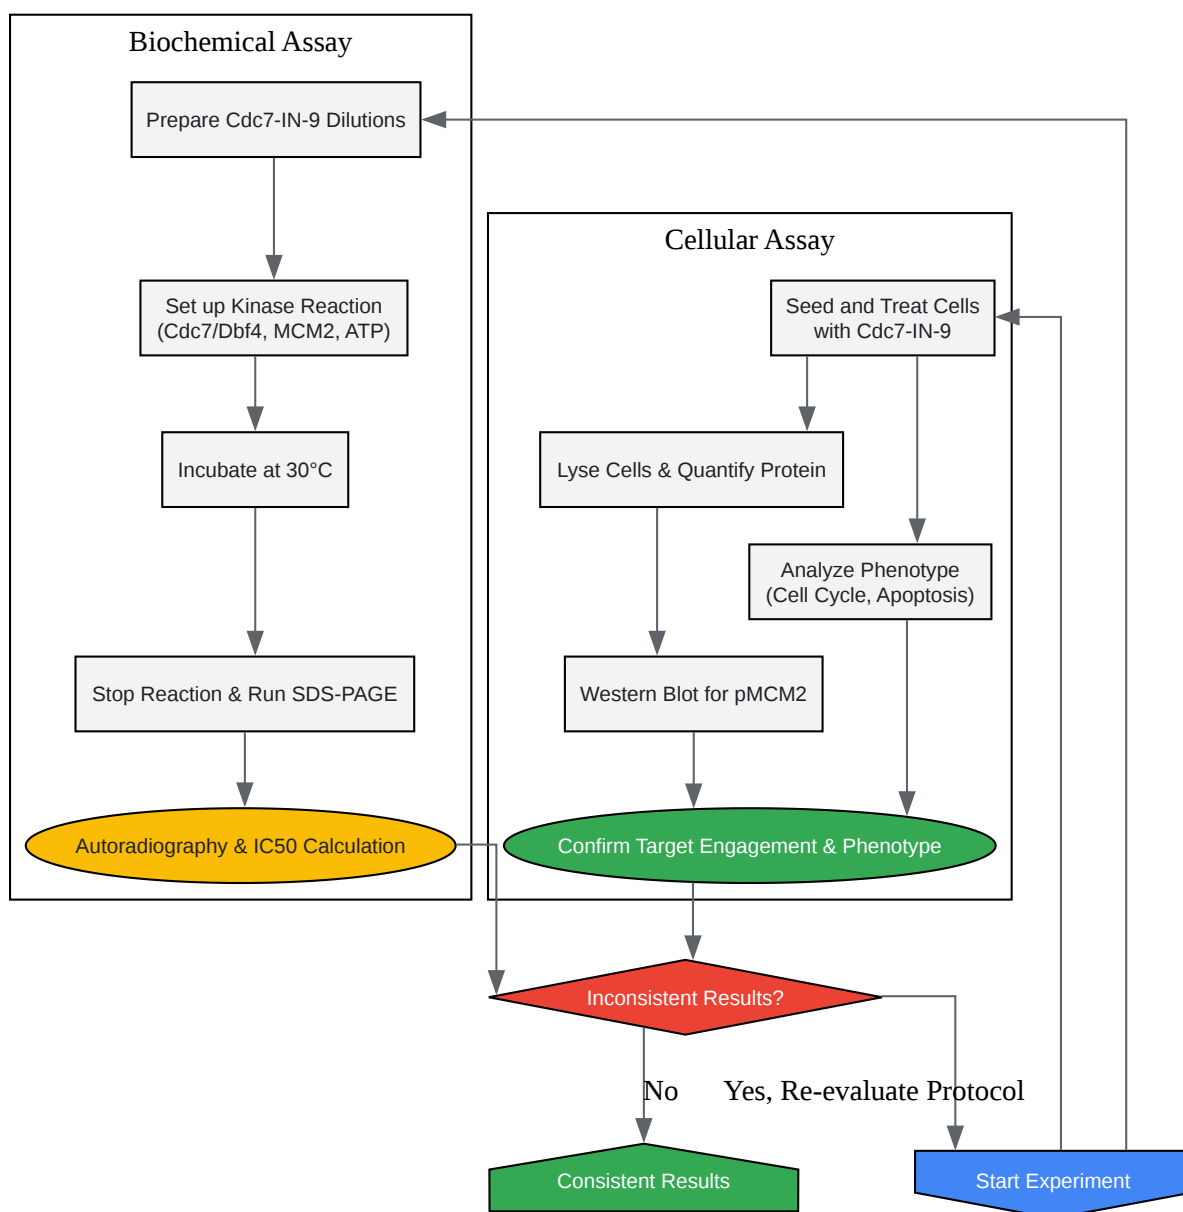 Biochemical Assay
Prepare Cdc7-IN-9 Dilutions
Set up Kinase Reaction
(Cdc7/Dbf4, MCM2, ATP)
Incubate at 30°C
Stop Reaction & Run SDS-PAGE
Autoradiography & IC50 Calculation
Cellular Assay
Seed and Treat Cells
with Cdc7-IN-9
Lyse Cells & Quantify Protein
Analyze Phenotype
(Cell Cycle, Apoptosis)
Western Blot for pMCM2
Confirm Target Engagement & Phenotype
Inconsistent Results?
No
Yes, Re-evaluate Protocol
Consistent Results
Start Experiment